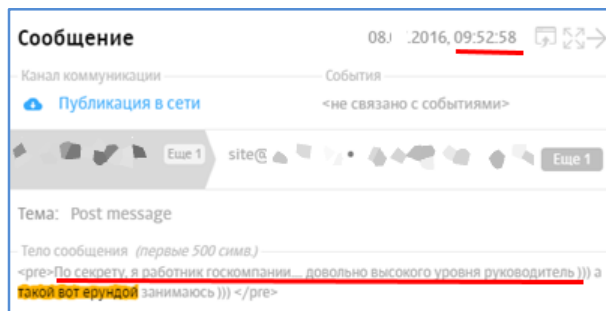 Сообщение
08. .2016, 09:52:58
Канал коммуникации
События
Публикация в сети
<не связано с событиями>
Еще 1
site@
Еще 1
Тема: Post message
Тело сообщения (первые 500 симв.)
<pre>По секрету, я работник госкомпании.... довольно высокого уровня руководитель ))) а
такой вот ерундой занимаюсь ))) </pre>